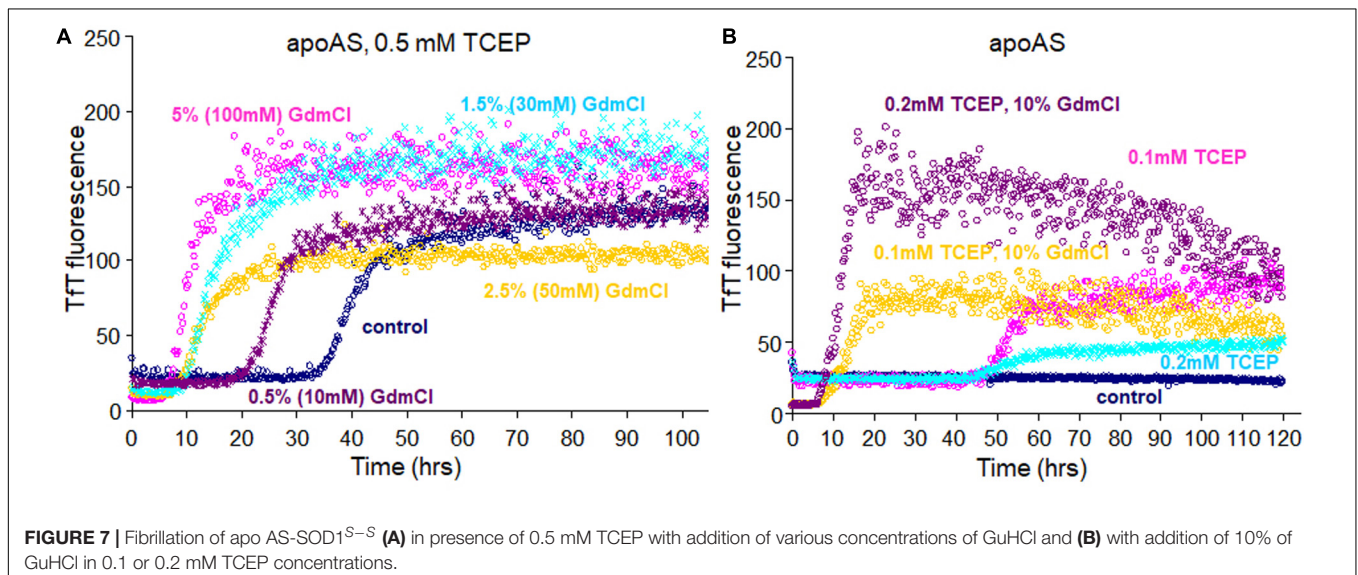 A
apoAS, 0.5 mM TCEP
250
200
150
100
50
0
TfT fluorescence
5% (100mM) GdmCl
1.5% (30mM) GdmCl
control
2.5% (50mM) GdmCl
0.5% (10mM) GdmCl
0 10 20 30 40 50 60 70 80 90 100
Time (hrs)
B
apoAS
250
200
150
100
50
0
TfT fluorescence
0.2mM TCEP, 10% GdmCl
0.1mM TCEP
0.1mM TCEP, 10% GdmCl
0.2mM TCEP
control
0 10 20 30 40 50 60 70 80 90 100 110 120
Time (hrs)
FIGURE 7 | Fibrillation of apo AS-SOD1^S−S (A) in presence of 0.5 mM TCEP with addition of various concentrations of GuHCl and (B) with addition of 10% of
GuHCl in 0.1 or 0.2 mM TCEP concentrations.